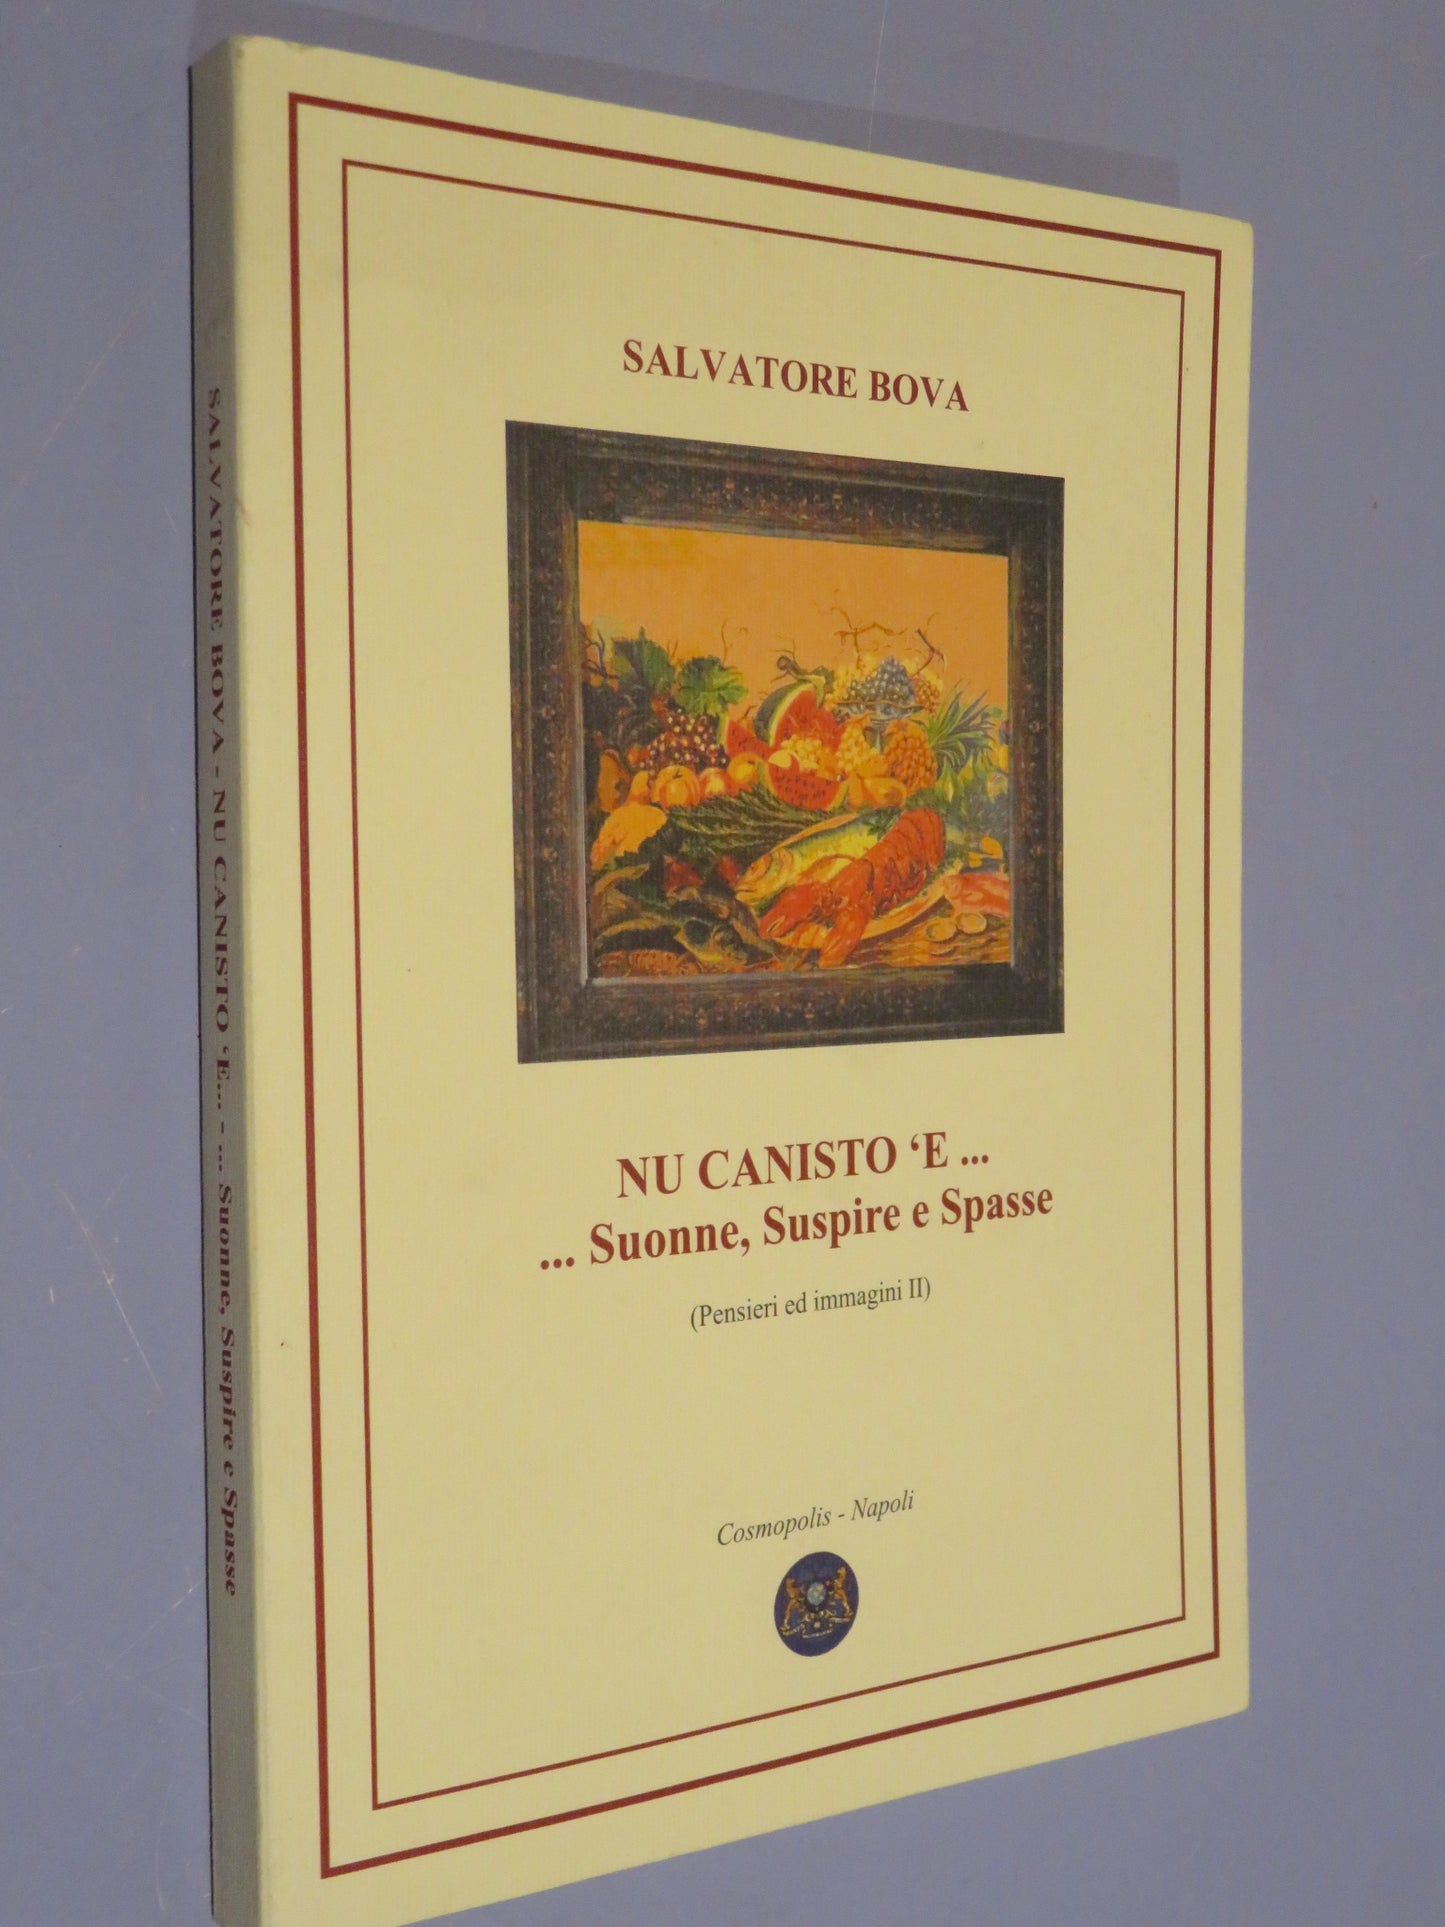 SALVATORE BOVA
NU CANISTO ‘E ...
... Suonne, Suspire e Spasse
(Pensieri ed immagini II)
Cosmopolis - Napoli
SALVATORE BOVA - NU CANISTO ‘E... - ... Suonne, Suspire e Spasse